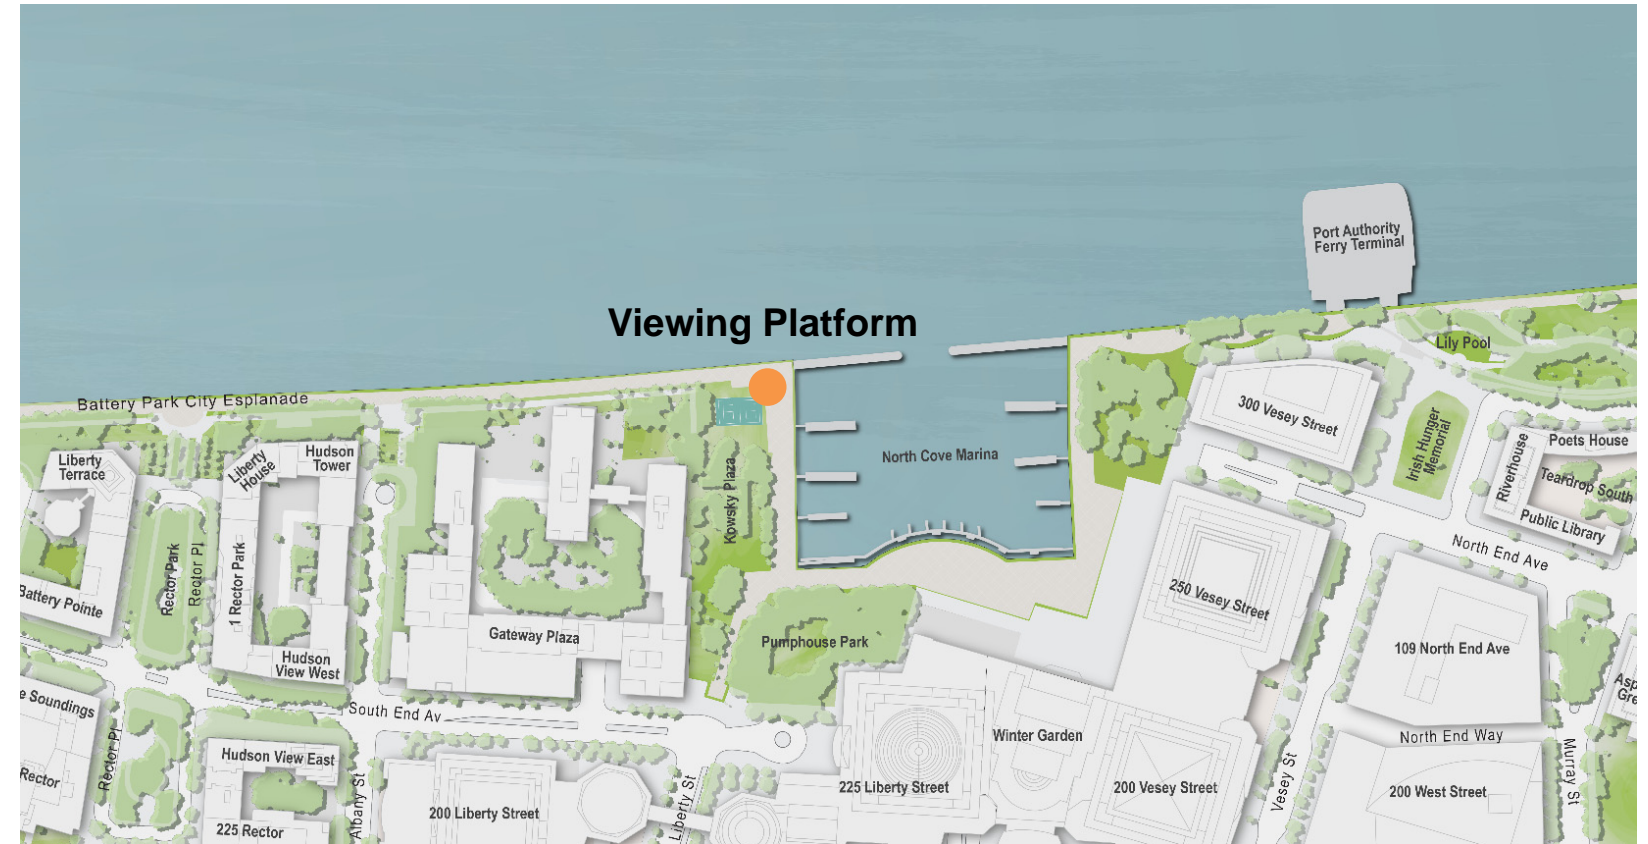 Port Authority
Ferry Terminal
Viewing Platform
Lily Pool
Battery Park City Esplanade
300 Vesey Street
Irish Hunger
Memorial
Poets House
Riverhouse
Teardrop South
Public Library
North End Ave
North Cove Marina
Liberty
Terrace
Liberty
House
Hudson
Tower
Kowsky Plaza
Rector Park
Rector Pl
1 Rector Park
Battery Pointe
Gateway Plaza
Pumphouse Park
250 Vesey Street
109 North End Ave
Hudson
View West
South End Av
Rector Pl
Hudson View East
Winter Garden
North End Way
Murray St
Rector
225 Rector
Albany St
200 Liberty Street
Liberty St
225 Liberty Street
200 Vesey Street
Vesey St
200 West Street